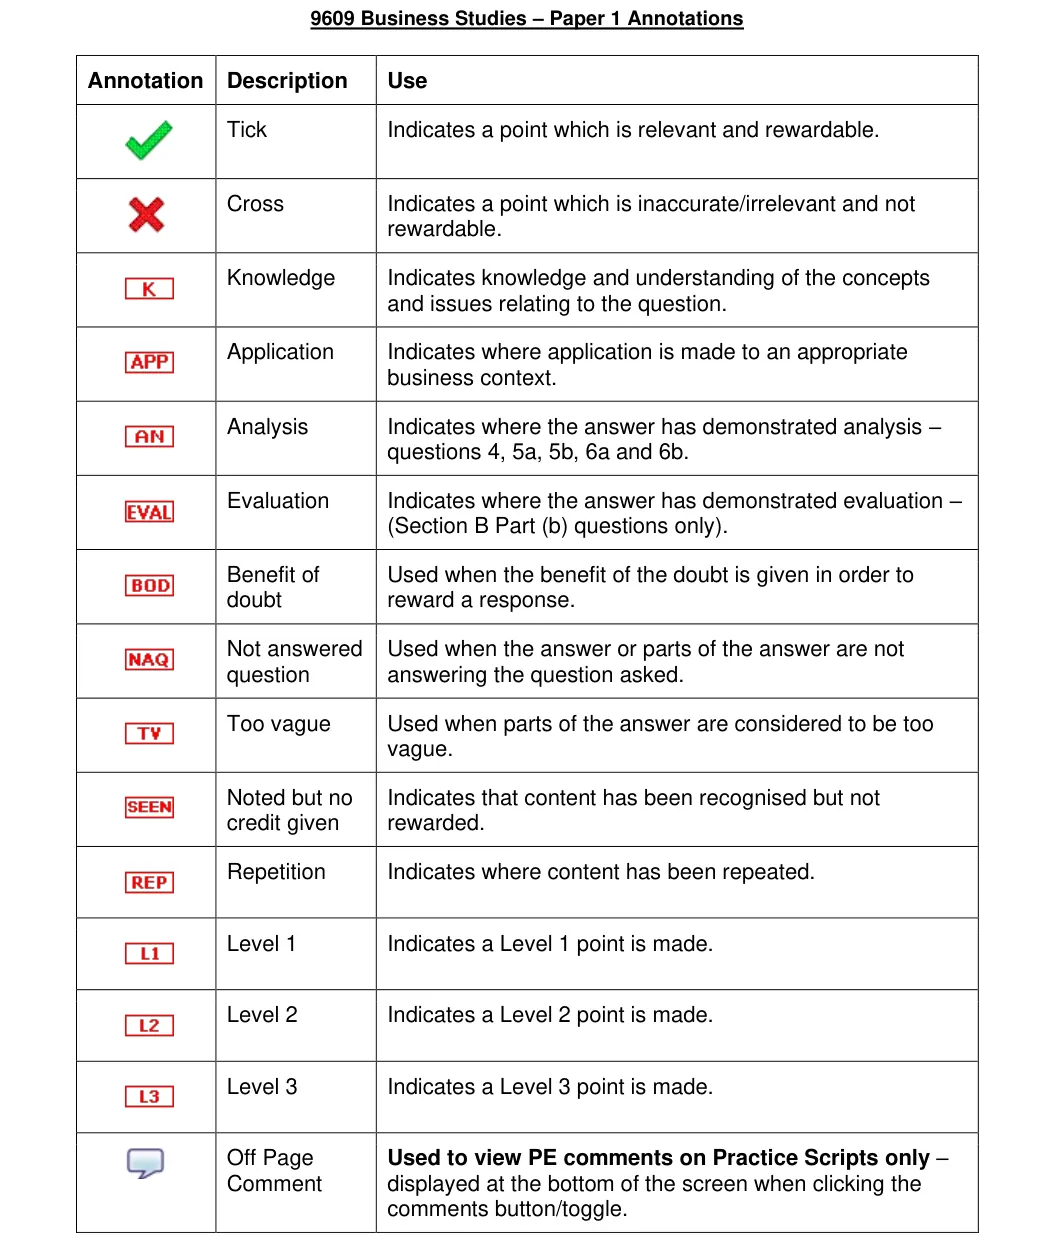 9609 Business Studies – Paper 1 Annotations
Annotation Description Use
Tick Indicates a point which is relevant and rewardable.
Cross Indicates a point which is inaccurate/irrelevant and not
rewardable.
K Knowledge Indicates knowledge and understanding of the concepts
and issues relating to the question.
APP Application Indicates where application is made to an appropriate
business context.
AN Analysis Indicates where the answer has demonstrated analysis –
questions 4, 5a, 5b, 6a and 6b.
EVAL Evaluation Indicates where the answer has demonstrated evaluation –
(Section B Part (b) questions only).
BOD Benefit of Used when the benefit of the doubt is given in order to
doubt reward a response.
NAQ Not answered Used when the answer or parts of the answer are not
question answering the question asked.
TV Too vague Used when parts of the answer are considered to be too
vague.
SEEN Noted but no Indicates that content has been recognised but not
credit given rewarded.
REP Repetition Indicates where content has been repeated.
L1 Level 1 Indicates a Level 1 point is made.
L2 Level 2 Indicates a Level 2 point is made.
L3 Level 3 Indicates a Level 3 point is made.
Off Page Used to view PE comments on Practice Scripts only –
Comment displayed at the bottom of the screen when clicking the
comments button/toggle.